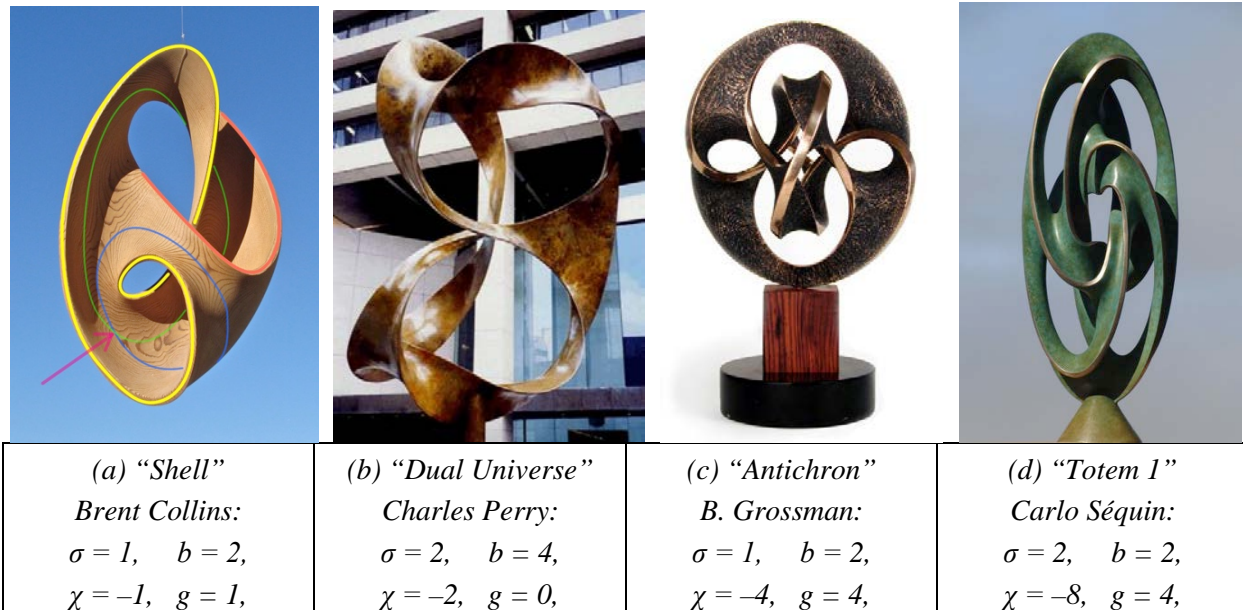 (a) “Shell”
Brent Collins:
σ = 1, b = 2,
χ = –1, g = 1,
(b) “Dual Universe”
Charles Perry:
σ = 2, b = 4,
χ = –2, g = 0,
(c) “Antichron”
B. Grossman:
σ = 1, b = 2,
χ = –4, g = 4,
(d) “Totem 1”
Carlo Séquin:
σ = 2, b = 2,
χ = –8, g = 4,